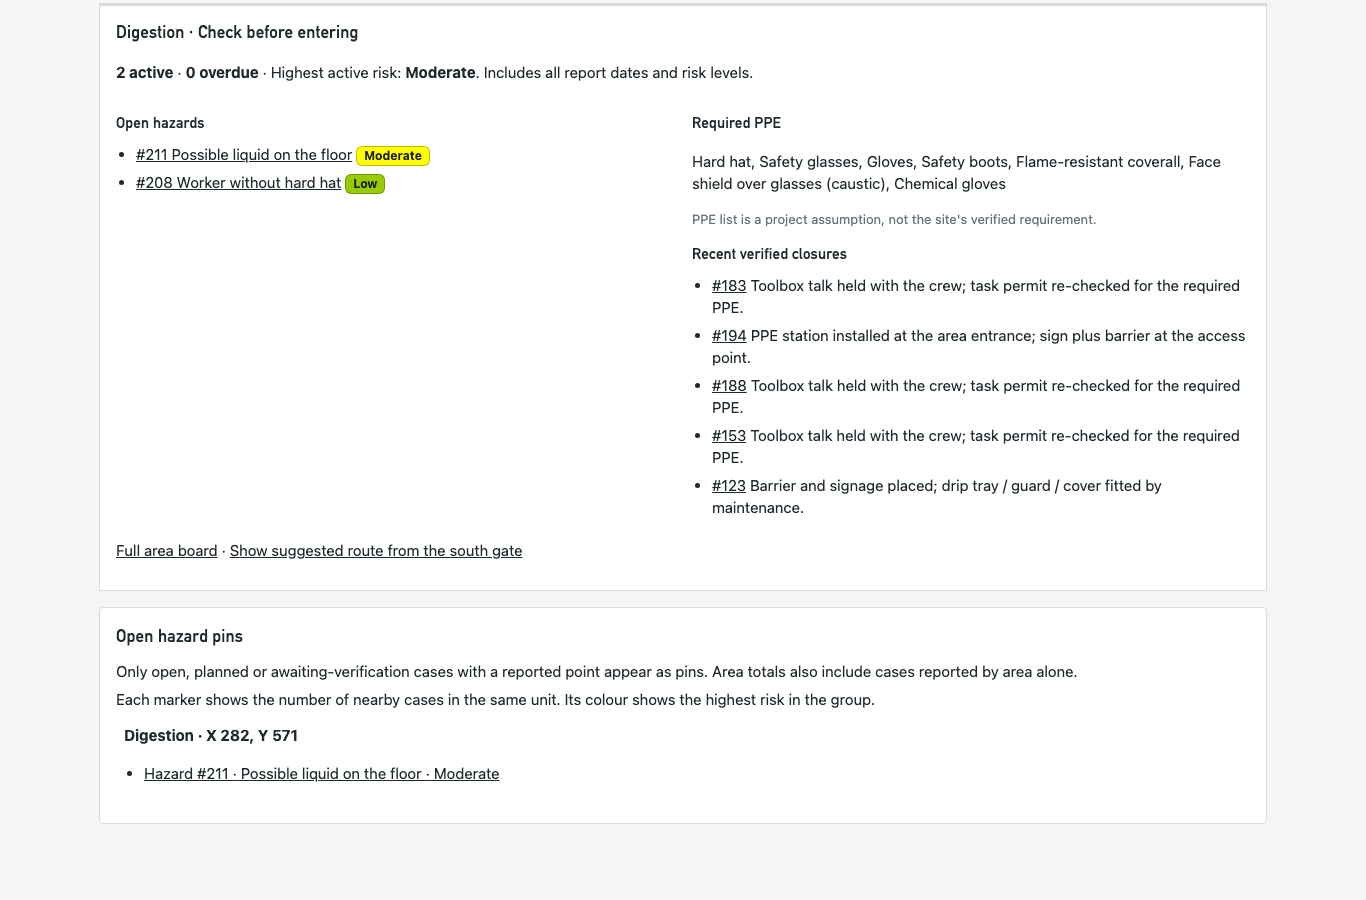 Digestion · Check before entering
2 active · 0 overdue · Highest active risk: Moderate. Includes all report dates and risk levels.
Open hazards
#211 Possible liquid on the floor Moderate
#208 Worker without hard hat Low
Required PPE
Hard hat, Safety glasses, Gloves, Safety boots, Flame-resistant coverall, Face
shield over glasses (caustic), Chemical gloves
PPE list is a project assumption, not the site's verified requirement.
Recent verified closures
#183 Toolbox talk held with the crew; task permit re-checked for the required
PPE.
#194 PPE station installed at the area entrance; sign plus barrier at the access
point.
#188 Toolbox talk held with the crew; task permit re-checked for the required
PPE.
#153 Toolbox talk held with the crew; task permit re-checked for the required
PPE.
#123 Barrier and signage placed; drip tray / guard / cover fitted by
maintenance.
Full area board · Show suggested route from the south gate
Open hazard pins
Only open, planned or awaiting-verification cases with a reported point appear as pins. Area totals also include cases reported by area alone.
Each marker shows the number of nearby cases in the same unit. Its colour shows the highest risk in the group.
Digestion · X 282, Y 571
Hazard #211 · Possible liquid on the floor · Moderate